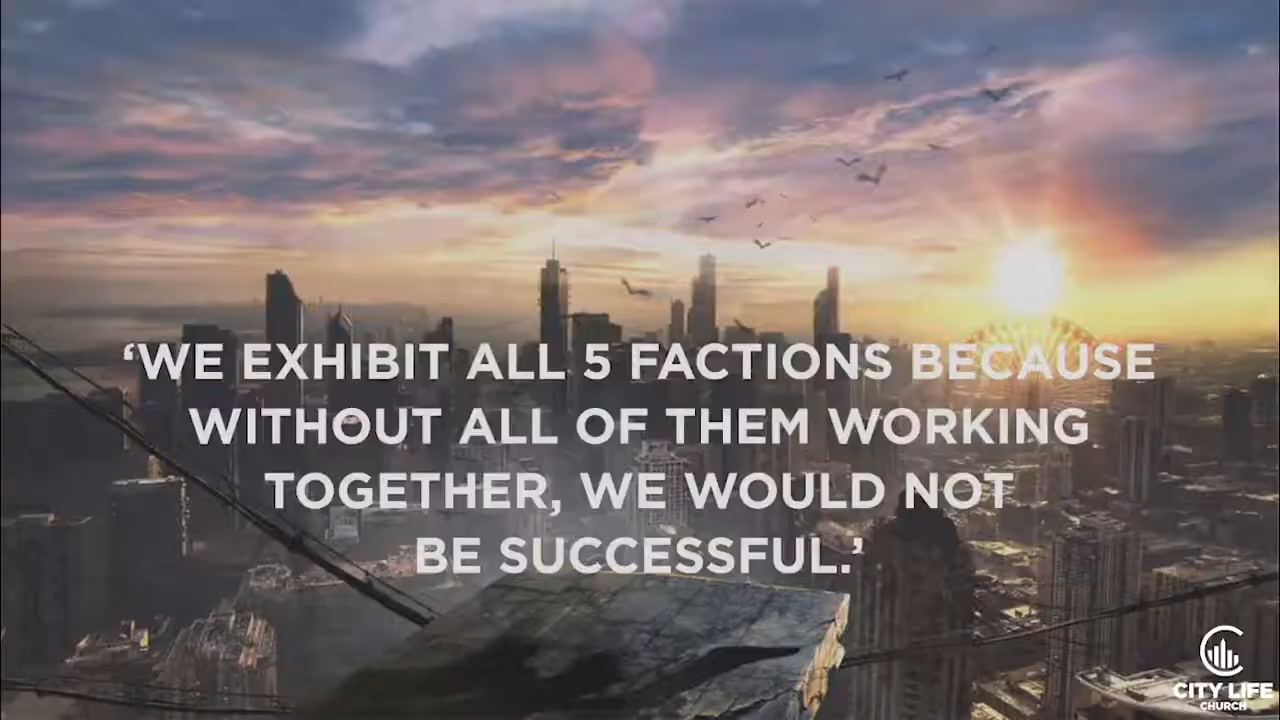 ‘WE EXHIBIT ALL 5 FACTIONS BECAUSE
WITHOUT ALL OF THEM WORKING
TOGETHER, WE WOULD NOT
BE SUCCESSFUL.’
CITY LIFE
CHURCH